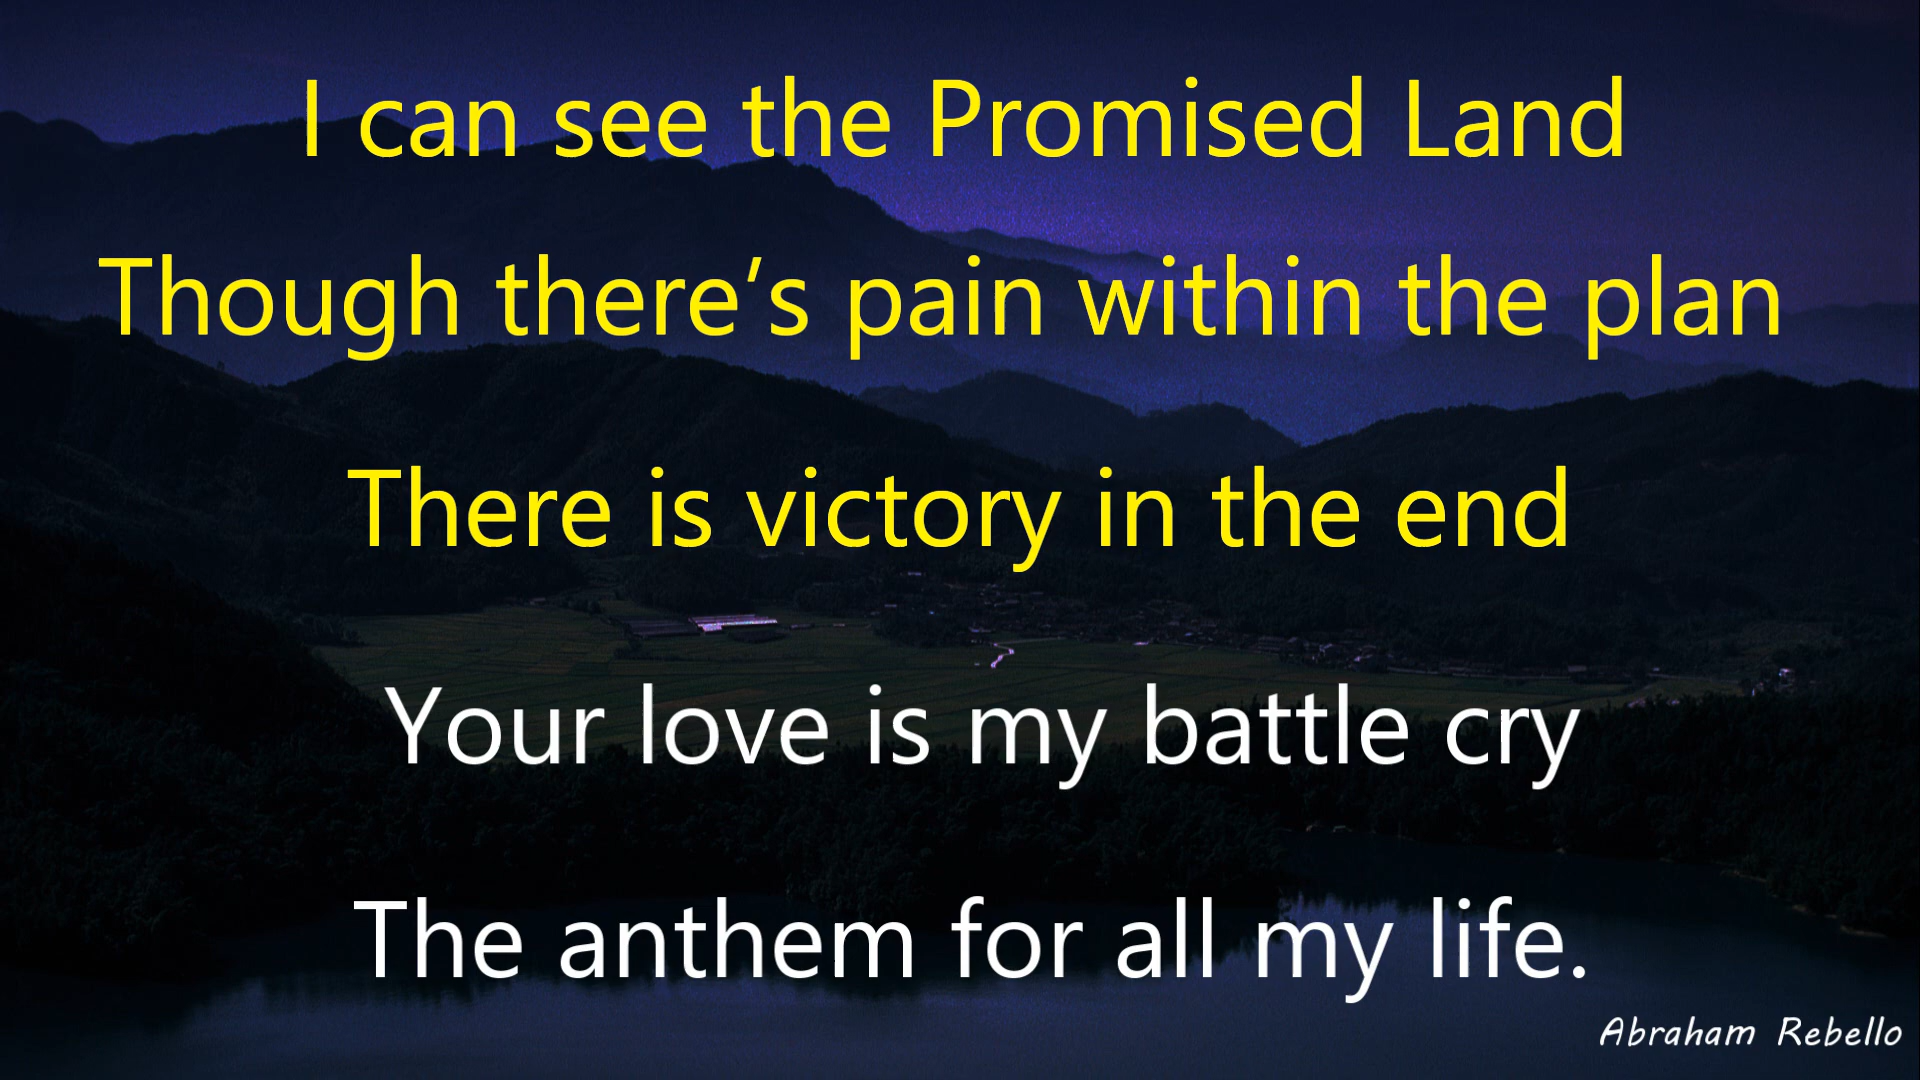 I can see the Promised Land
Though there’s pain within the plan
There is victory in the end
Your love is my battle cry
The anthem for all my life.
Abraham Rebello